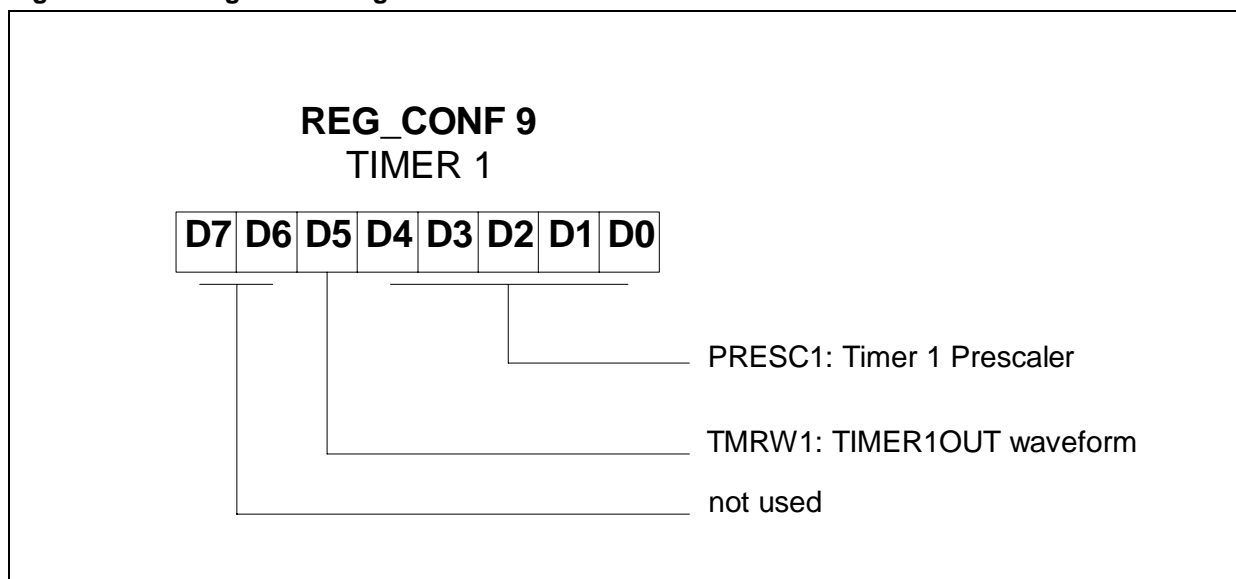 REG_CONF 9
TIMER 1
D7 D6 D5 D4 D3 D2 D1 D0
PRESC1: Timer 1 Prescaler
TMRW1: TIMER1OUT waveform
not used